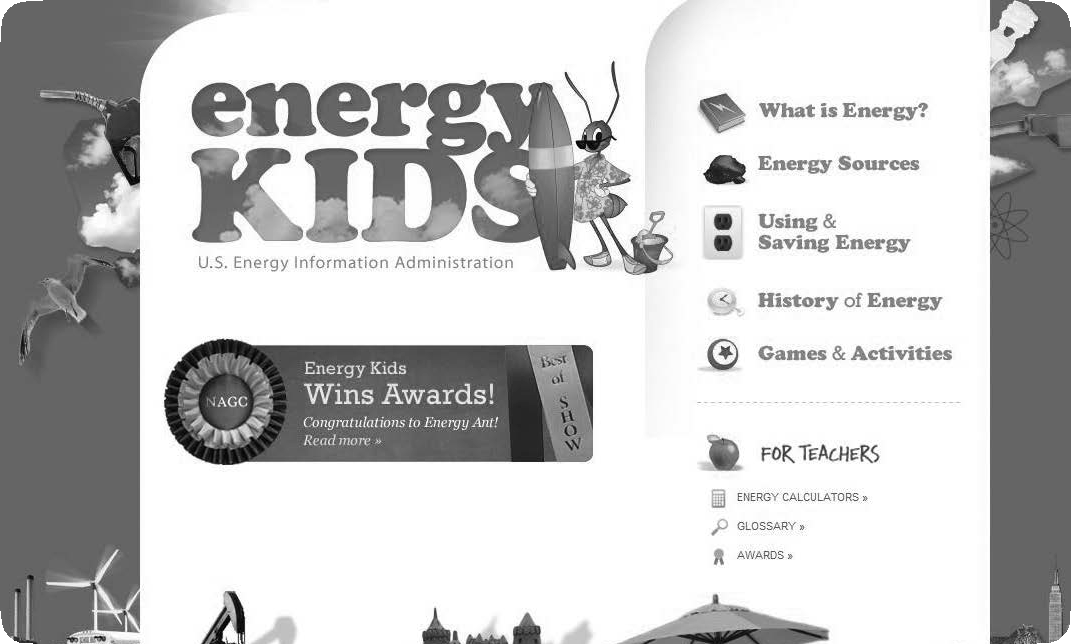 energy
KIDS
U.S. Energy Information Administration
What is Energy?
Energy Sources
Using &
Saving Energy
History of Energy
Games & Activities
NAGC
Energy Kids
Wins Awards!
Congratulations to Energy Ant!
Read more »
Best
of
SHOW
FOR TEACHERS
ENERGY CALCULATORS »
GLOSSARY »
AWARDS »